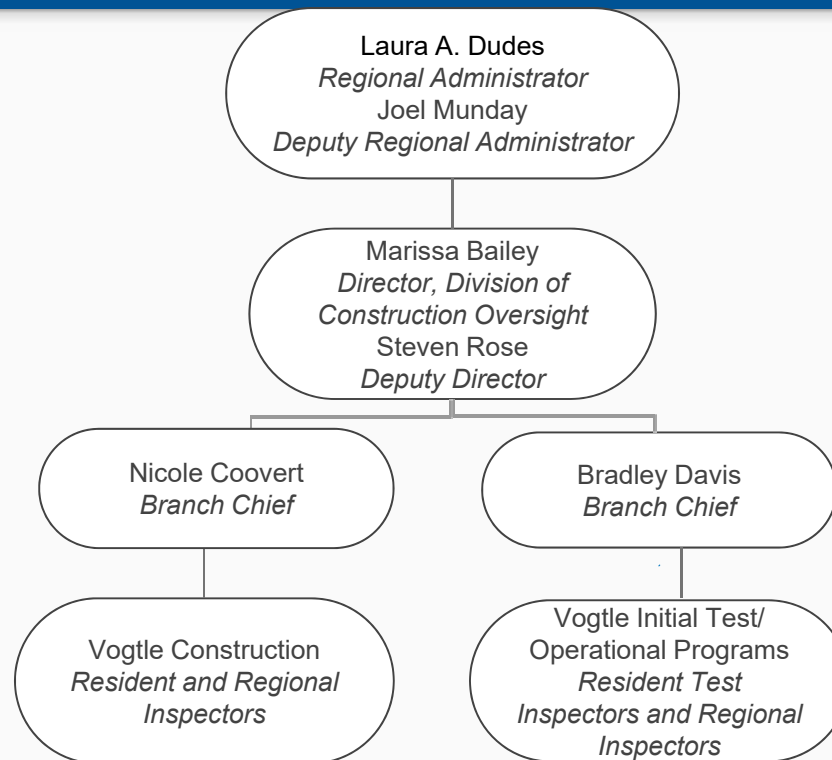 Laura A. Dudes
Regional Administrator
Joel Munday
Deputy Regional Administrator
Marissa Bailey
Director, Division of
Construction Oversight
Steven Rose
Deputy Director
Nicole Coovert
Branch Chief
Bradley Davis
Branch Chief
Vogtle Construction
Resident and Regional
Inspectors
Vogtle Initial Test/
Operational Programs
Resident Test
Inspectors and Regional
Inspectors